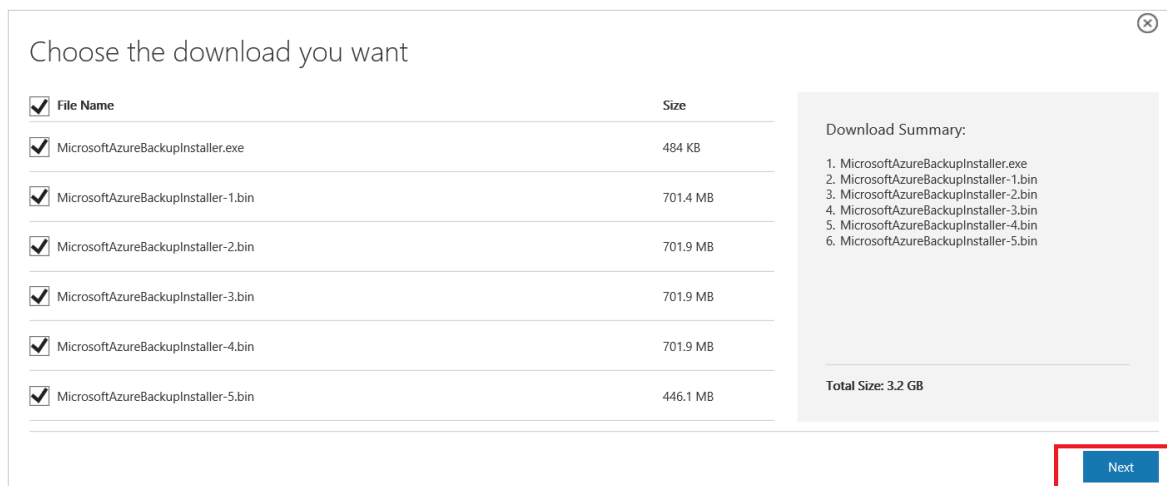 Choose the download you want
File Name Size
MicrosoftAzureBackupInstaller.exe 484 KB
MicrosoftAzureBackupInstaller-1.bin 701.4 MB
MicrosoftAzureBackupInstaller-2.bin 701.9 MB
MicrosoftAzureBackupInstaller-3.bin 701.9 MB
MicrosoftAzureBackupInstaller-4.bin 701.9 MB
MicrosoftAzureBackupInstaller-5.bin 446.1 MB
Download Summary:
1. MicrosoftAzureBackupInstaller.exe
2. MicrosoftAzureBackupInstaller-1.bin
3. MicrosoftAzureBackupInstaller-2.bin
4. MicrosoftAzureBackupInstaller-3.bin
5. MicrosoftAzureBackupInstaller-4.bin
6. MicrosoftAzureBackupInstaller-5.bin
Total Size: 3.2 GB
Next